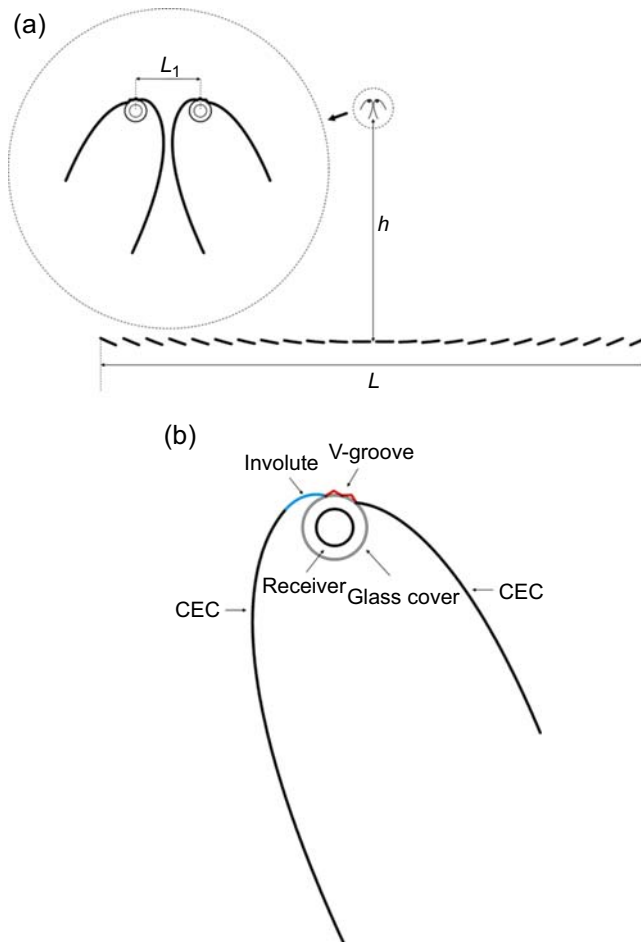 (a)
L1
h
L
(b)
V-groove
Involute
Receiver
Glass cover
CEC
CEC